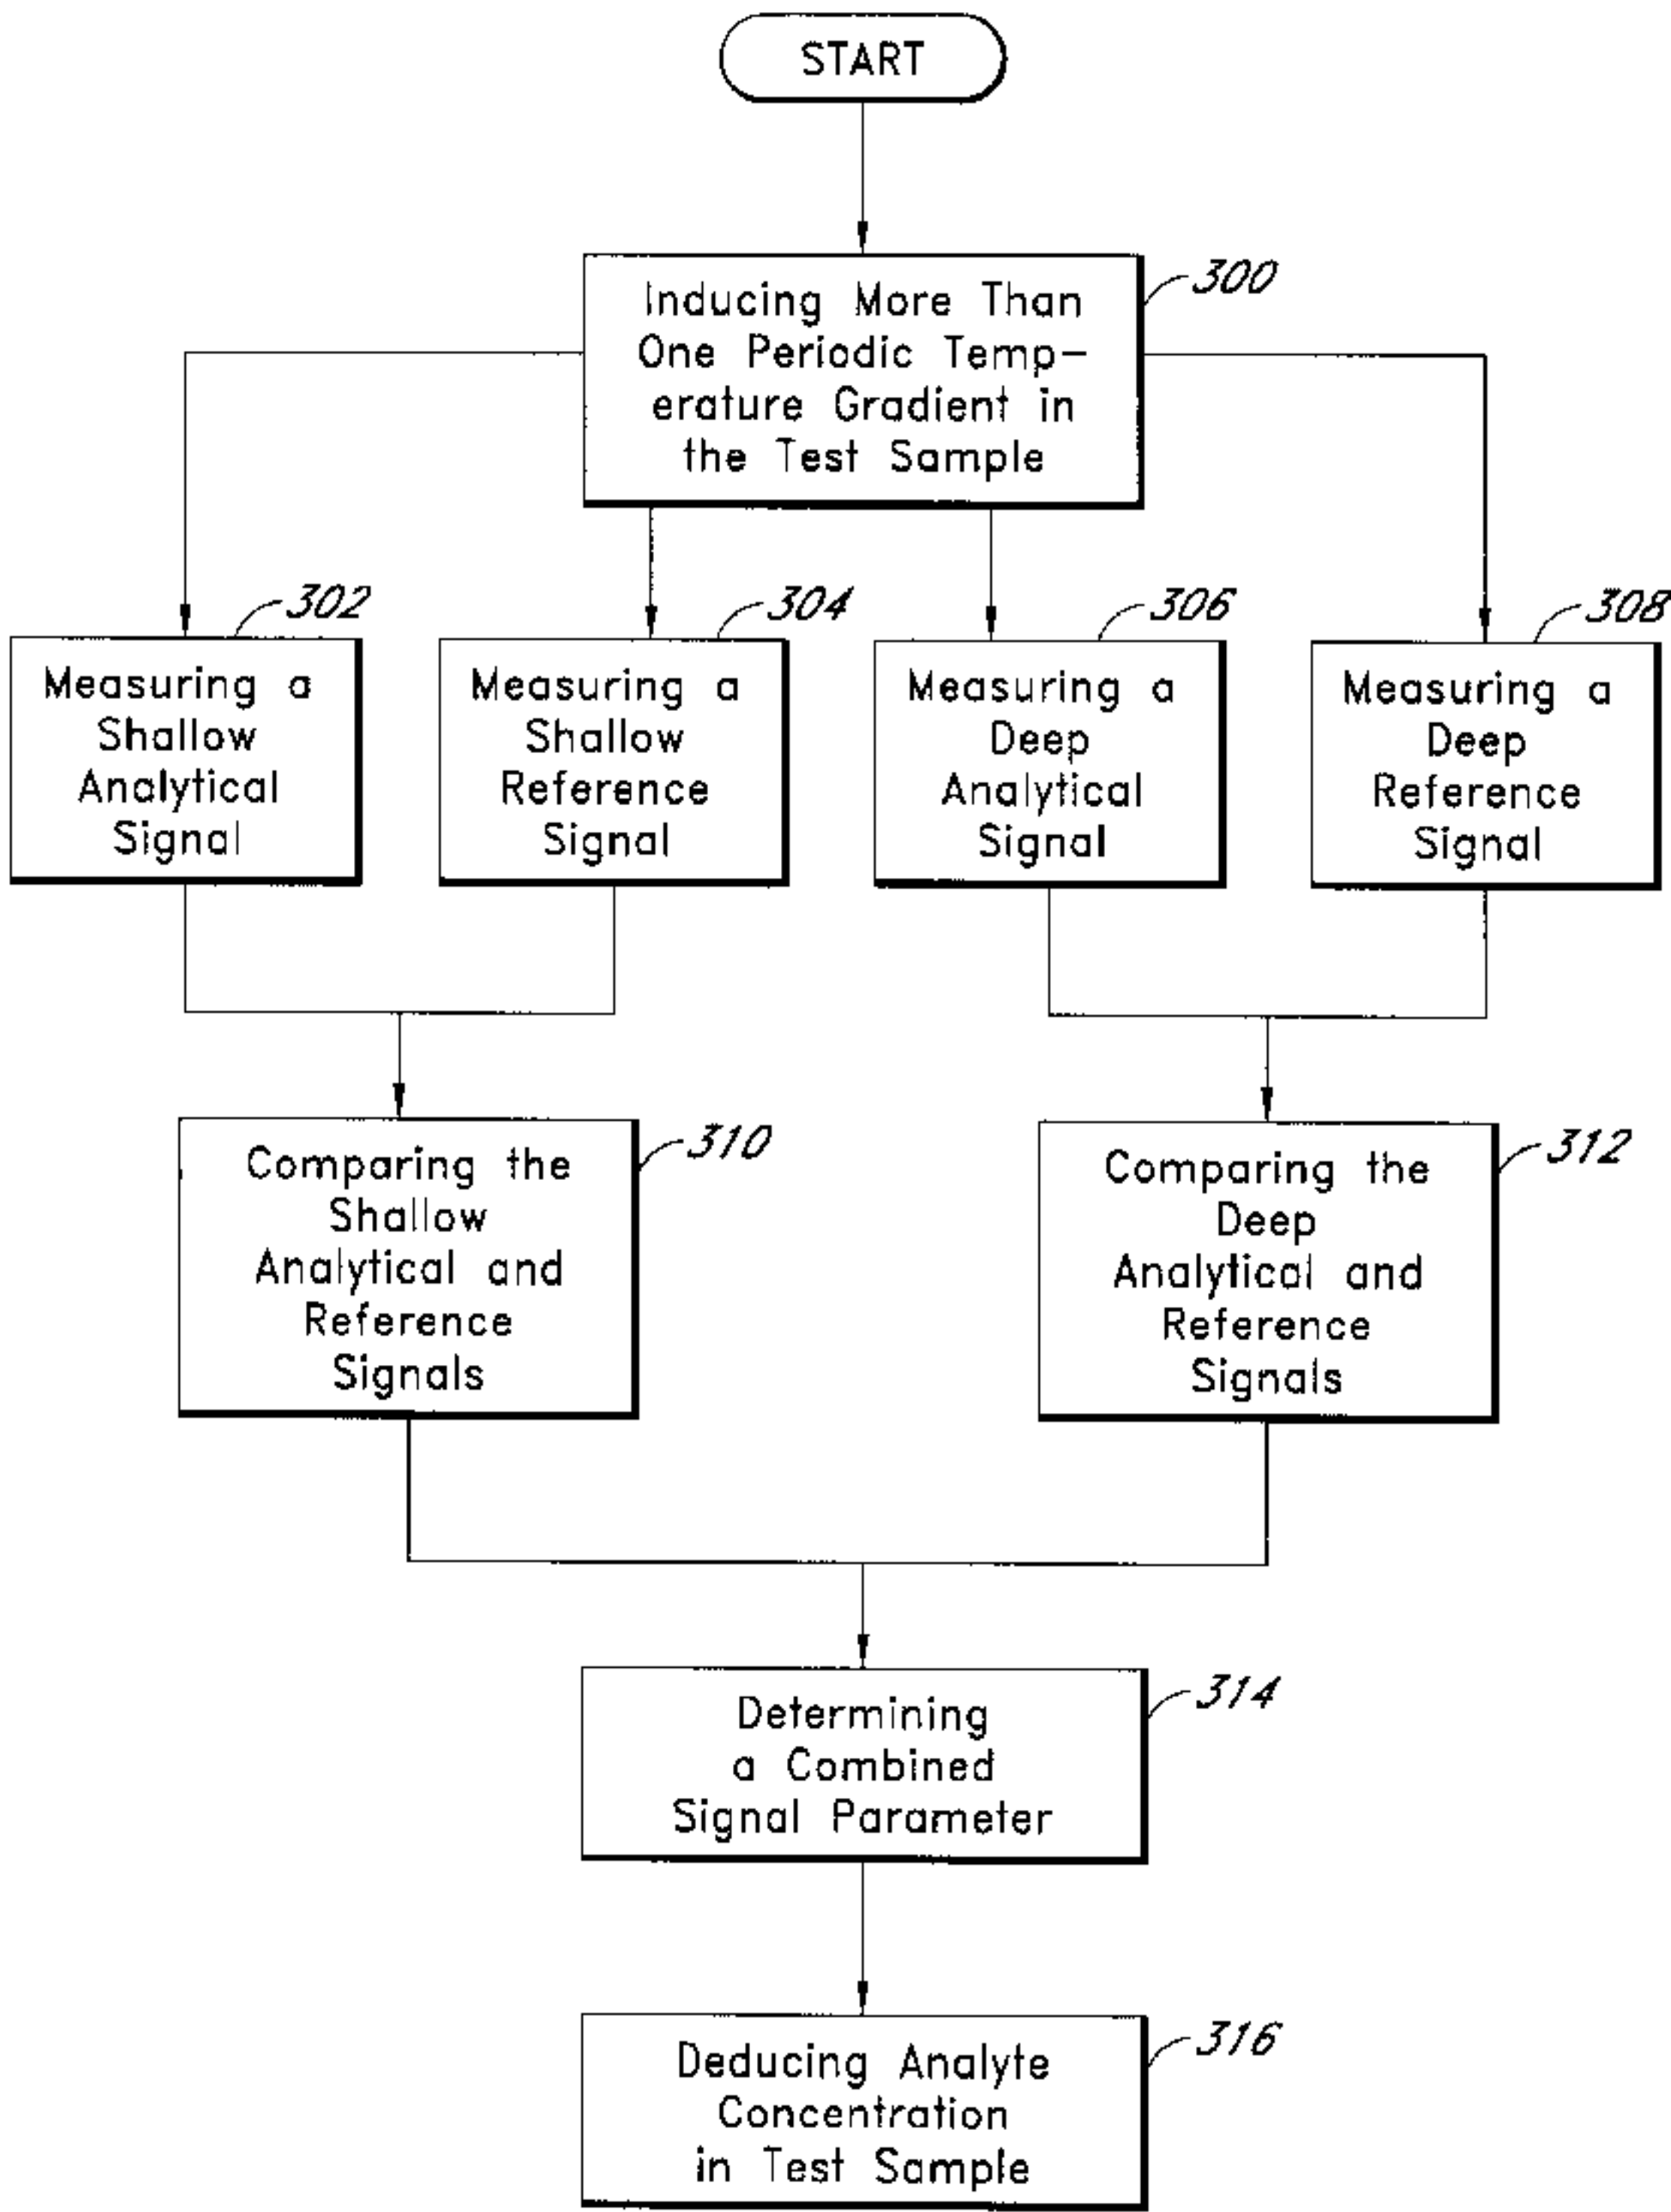 START
300
Inducing More Than
One Periodic Temp-
erature Gradient in
the Test Sample
302
Measuring a
Shallow
Analytical
Signal
304
Measuring a
Shallow
Reference
Signal
306
Measuring a
Deep
Analytical
Signal
308
Measuring a
Deep
Reference
Signal
310
Comparing the
Shallow
Analytical and
Reference
Signals
312
Comparing the
Deep
Analytical and
Reference
Signals
314
Determining
a Combined
Signal Parameter
316
Deducing Analyte
Concentration
in Test Sample